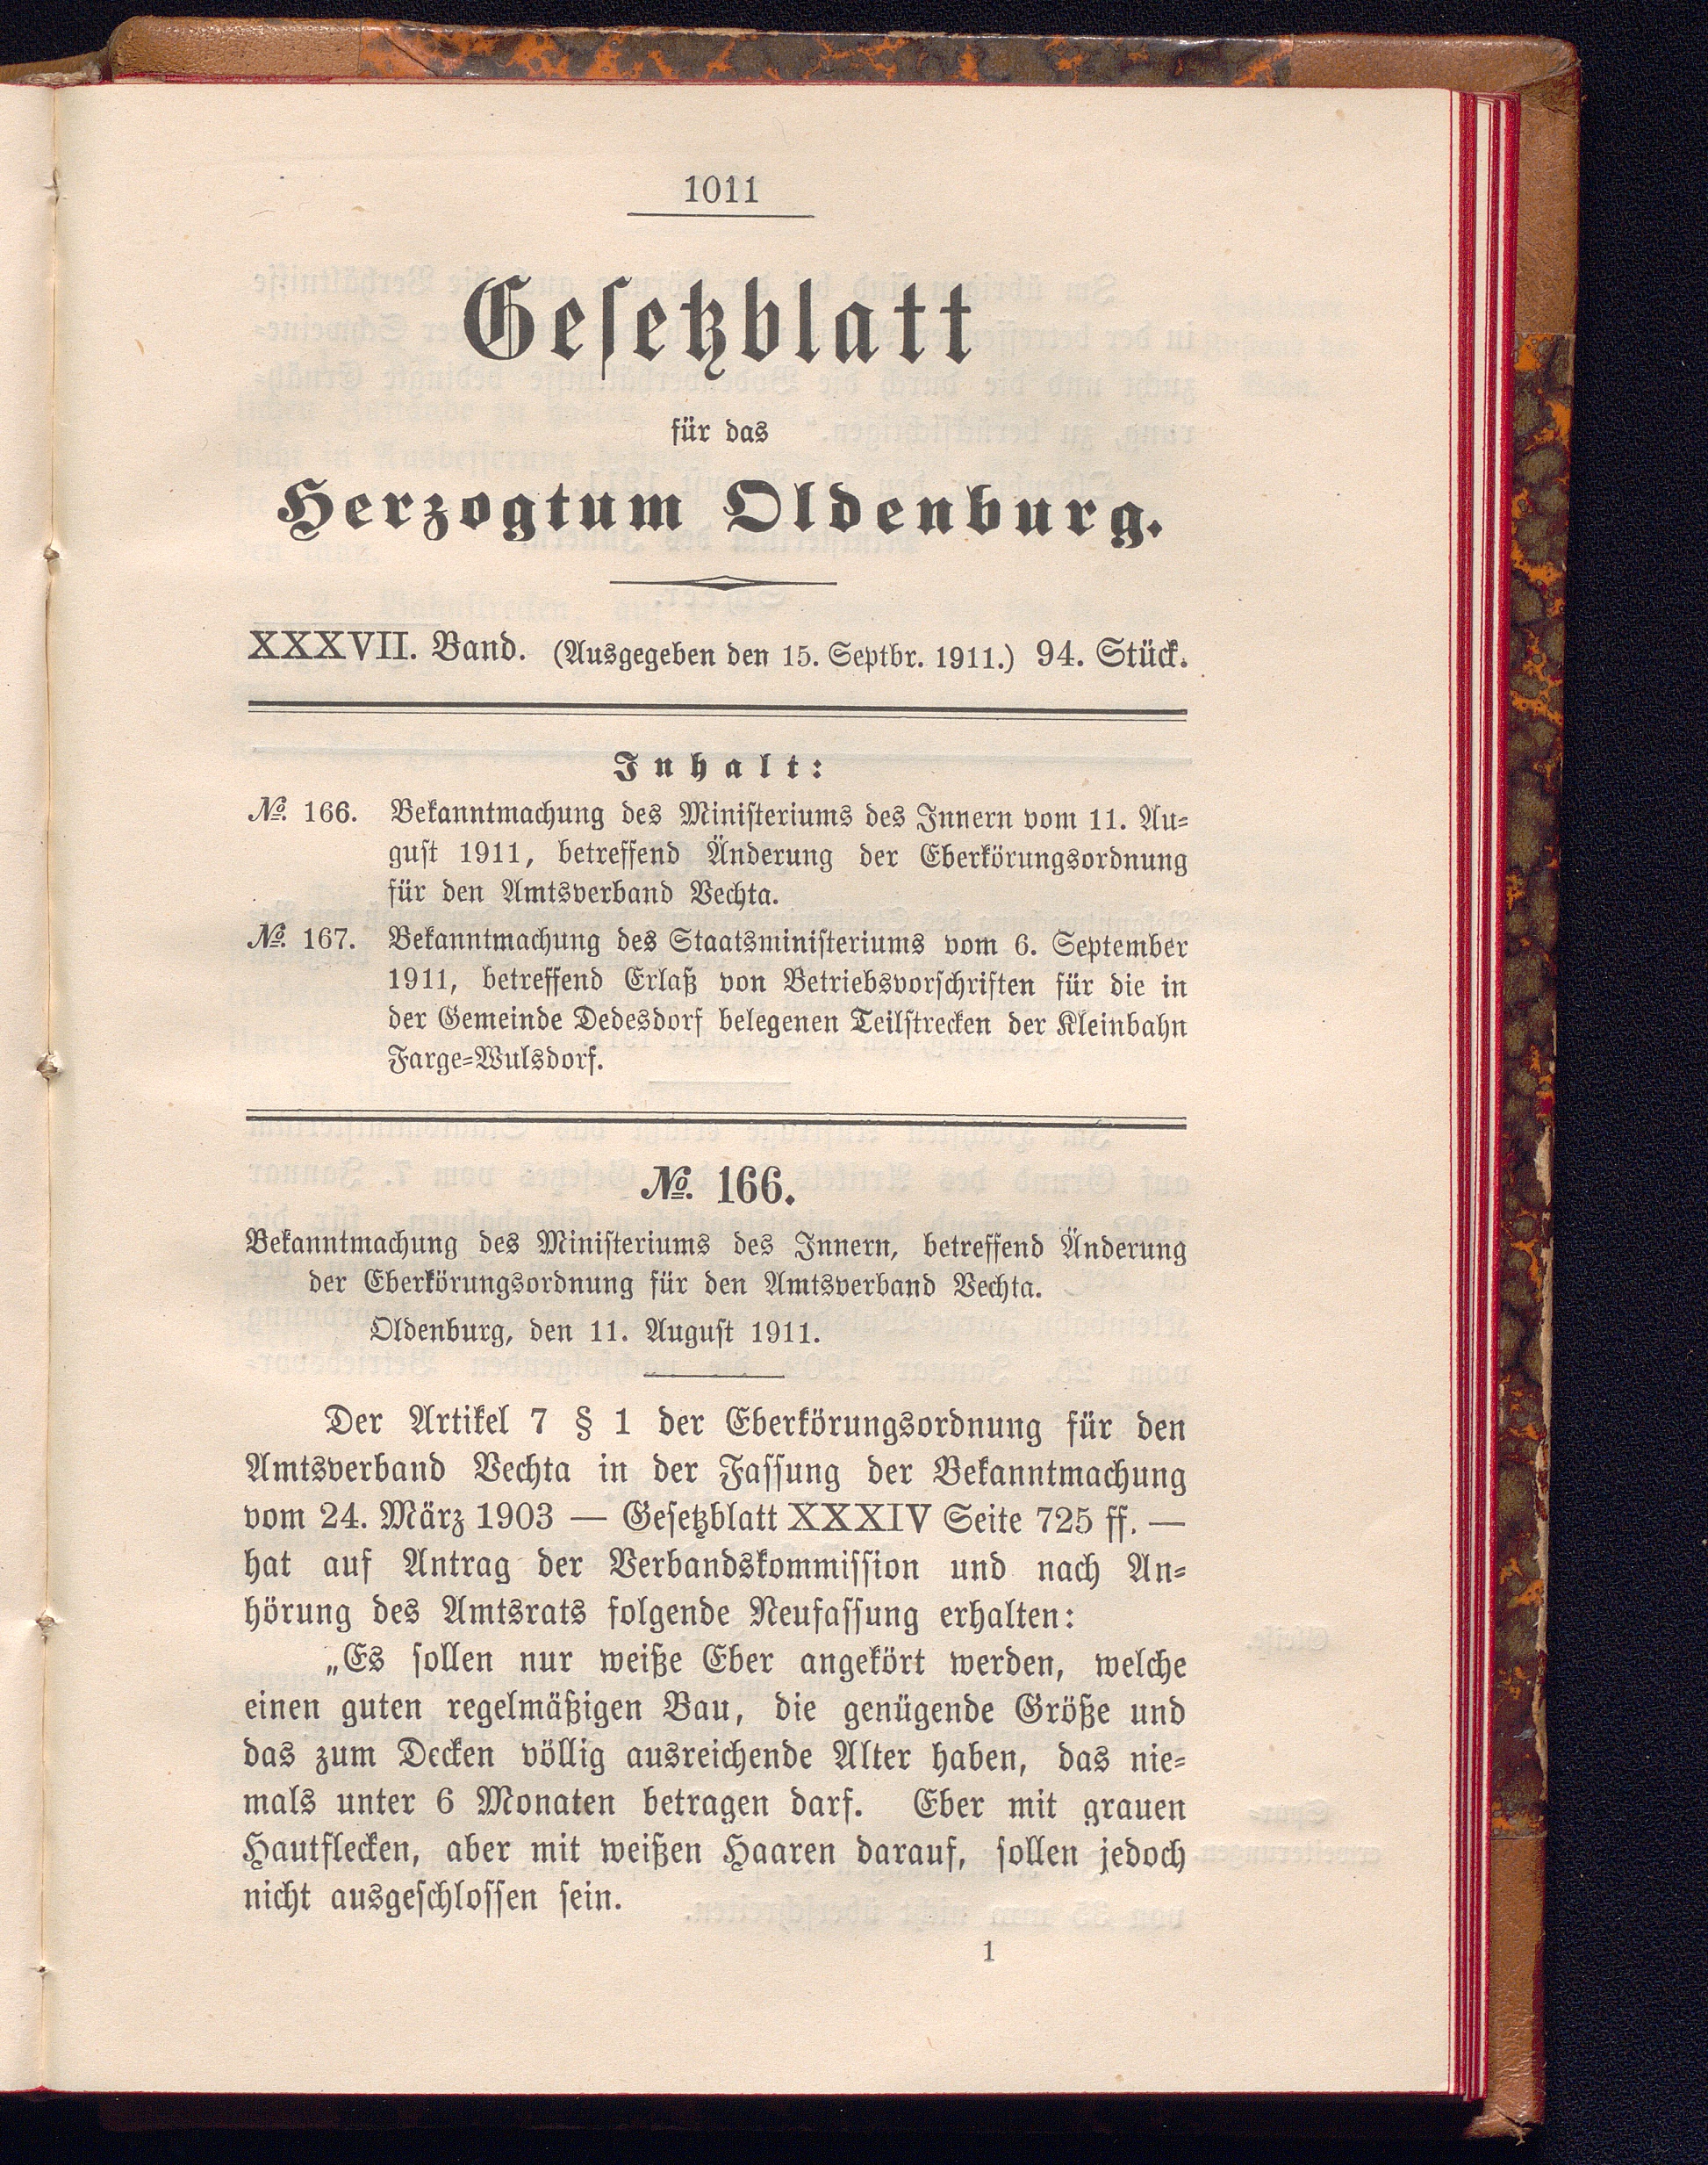 1011
Gesetzblatt
für das
Herzogtum Oldenburg.
XXXVII. Band. (Ausgegeben den 15. Septbr. 1911.) 94. Stück.
Inhalt:
№. 166. Bekanntmachung des Ministeriums des Innern vom 11. Au=
gust 1911, betreffend Änderung der Eberkörungsordnung
für den Amtsverband Vechta.
№. 167. Bekanntmachung des Staatsministeriums vom 6. September
1911, betreffend Erlaß von Betriebsvorschriften für die in
der Gemeinde Dedesdorf belegenen Teilstrecken der Kleinbahn
Farge=Wulsdorf.
№. 166.
Bekanntmachung des Ministeriums des Innern, betreffend Änderung
der Eberkörungsordnung für den Amtsverband Vechta.
Oldenburg, den 11. August 1911.
Der Artikel 7 § 1 der Eberkörungsordnung für den
Amtsverband Vechta in der Fassung der Bekanntmachung
vom 24. März 1903 — Gesetzblatt XXXIV Seite 725 ff. —
hat auf Antrag der Verbandskommission und nach An=
hörung des Amtsrats folgende Neufassung erhalten:
„Es sollen nur weiße Eber angekört werden, welche
einen guten regelmäßigen Bau, die genügende Größe und
das zum Decken völlig ausreichende Alter haben, das nie=
mals unter 6 Monaten betragen darf. Eber mit grauen
Hautflecken, aber mit weißen Haaren darauf, sollen jedoch
nicht ausgeschlossen sein.
1